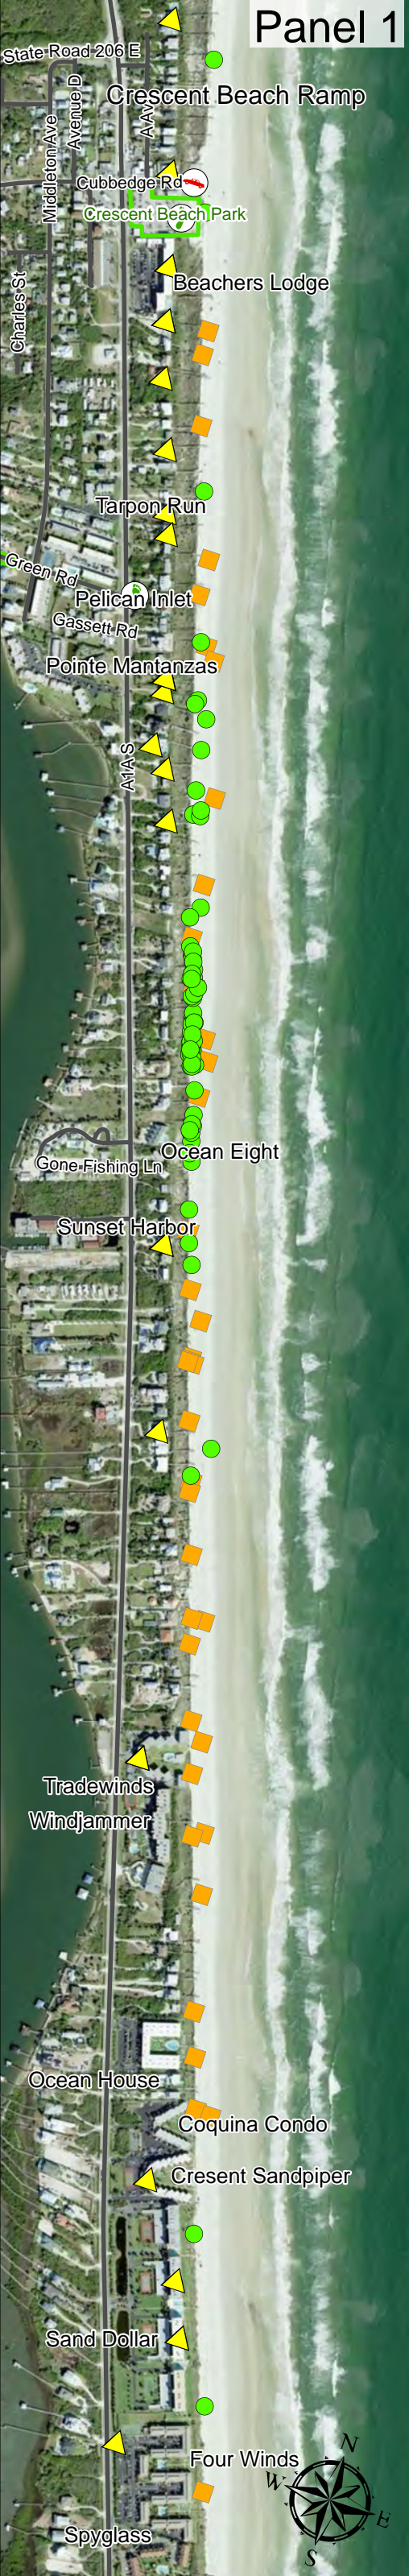 Panel 1
State Road 206 E
Crescent Beach Ramp
Avenue D
Middleton Ave
Cubbedge Rd
Crescent Beach Park
Beachers Lodge
Charles St
Tarpon Run
Green Rd
Pelican Inlet
Gassett Rd
Pointe Mantanzas
A1A S
Ocean Eight
Gone Fishing Ln
Sunset Harbor
Tradewinds
Windjammer
Ocean House
Coquina Condo
Cresent Sandpiper
Sand Dollar
N
Four Winds
W
E
S
Spyglass